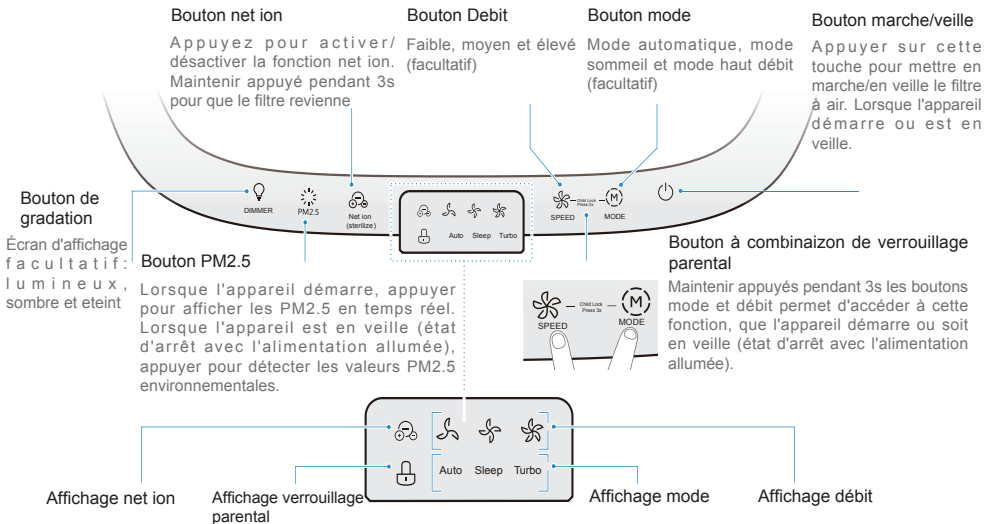 Bouton net ion
Appuyez pour activer/
désactiver la fonction net ion.
Maintenir appuyé pendant 3s
pour que le filtre revienne
Bouton Debit
Faible, moyen et élevé
(facultatif)
Bouton mode
Mode automatique, mode
sommeil et mode haut débit
(facultatif)
Bouton marche/veille
Appuyer sur cette
touche pour mettre en
marche/en veille le filtre
à air. Lorsque l'appareil
démarre ou est en
veille.
Bouton de
gradation
Écran d'affichage
facultatif:
lumineux,
sombre et eteint
DIMMER
PM2.5
Net ion
(sterilize)
Auto Sleep Turbo
SPEED
Child Lock
Press 3s
M
MODE
Bouton PM2.5
Lorsque l'appareil démarre, appuyer
pour afficher les PM2.5 en temps réel.
Lorsque l'appareil est en veille (état
d'arrêt avec l'alimentation allumée),
appuyer pour détecter les valeurs PM2.5
environnementales.
SPEED
Child Lock
Press 3s
M
MODE
Bouton à combinaizon de verrouillage
parental
Maintenir appuyés pendant 3s les boutons
mode et débit permet d'accéder à cette
fonction, que l'appareil démarre ou soit
en veille (état d'arrêt avec l'alimentation
allumée).
Auto Sleep Turbo
Affichage net ion
Affichage verrouillage
parental
Affichage mode
Affichage débit